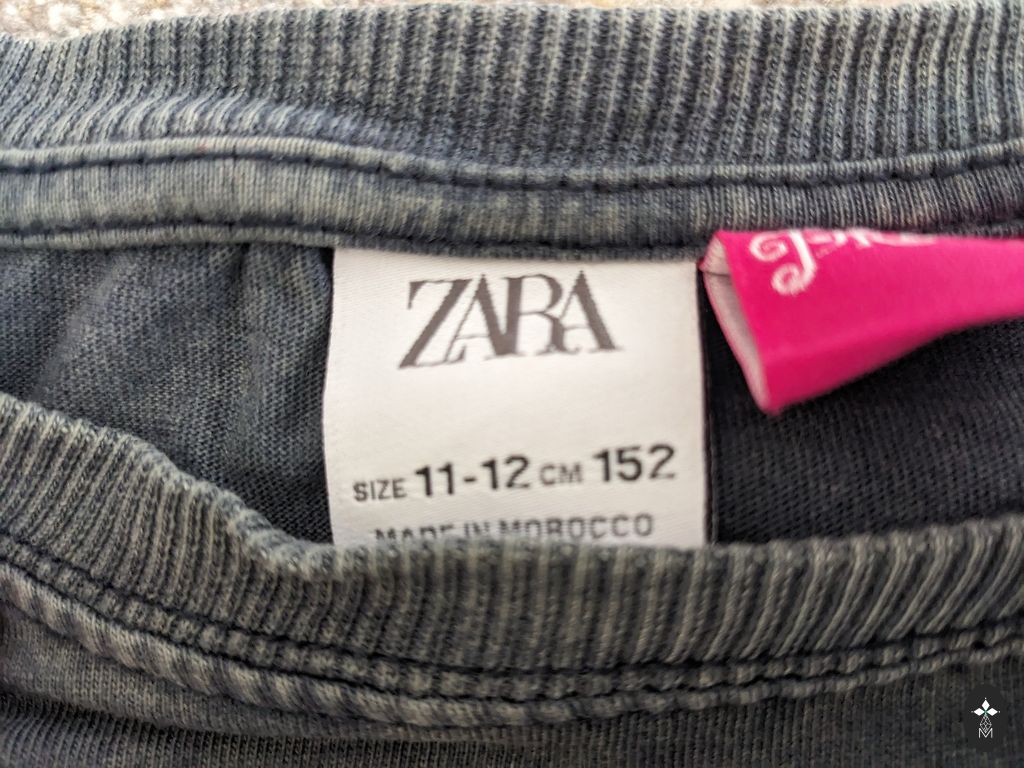 ZARA
SIZE 11-12 CM 152
MADE IN MOROCCO
M